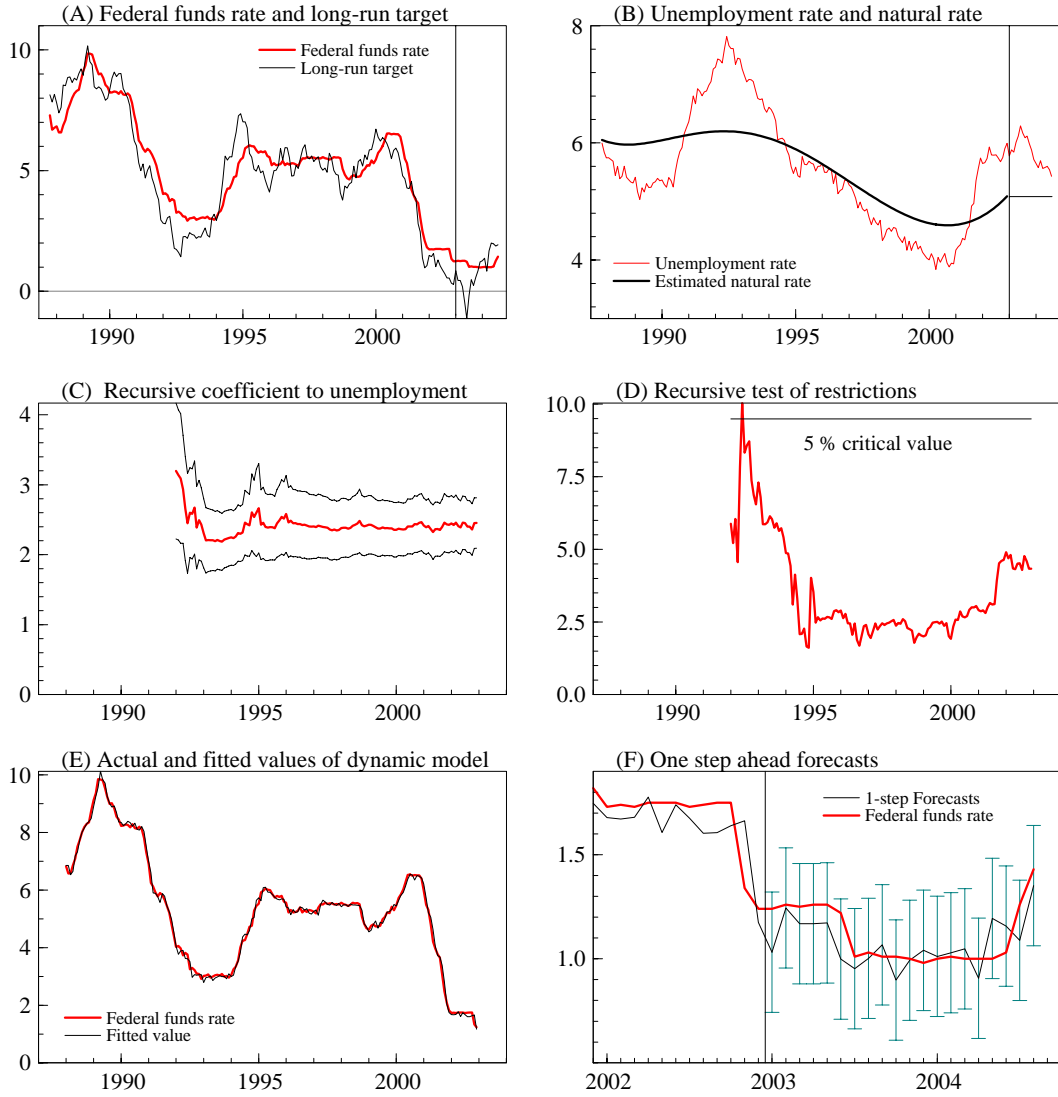 (A) Federal funds rate and long-run target
10
5
0
Federal funds rate
Long-run target
1990 1995 2000
(B) Unemployment rate and natural rate
8
6
4
Unemployment rate
Estimated natural rate
1990 1995 2000
(C) Recursive coefficient to unemployment
4
3
2
1
0
1990 1995 2000
(D) Recursive test of restrictions
10.0
7.5
5.0
2.5
0.0
5 % critical value
1990 1995 2000
(E) Actual and fitted values of dynamic model
10
8
6
4
2
0
Federal funds rate
Fitted value
1990 1995 2000
(F) One step ahead forecasts
1.5
1.0
1-step Forecasts
Federal funds rate
2002 2003 2004